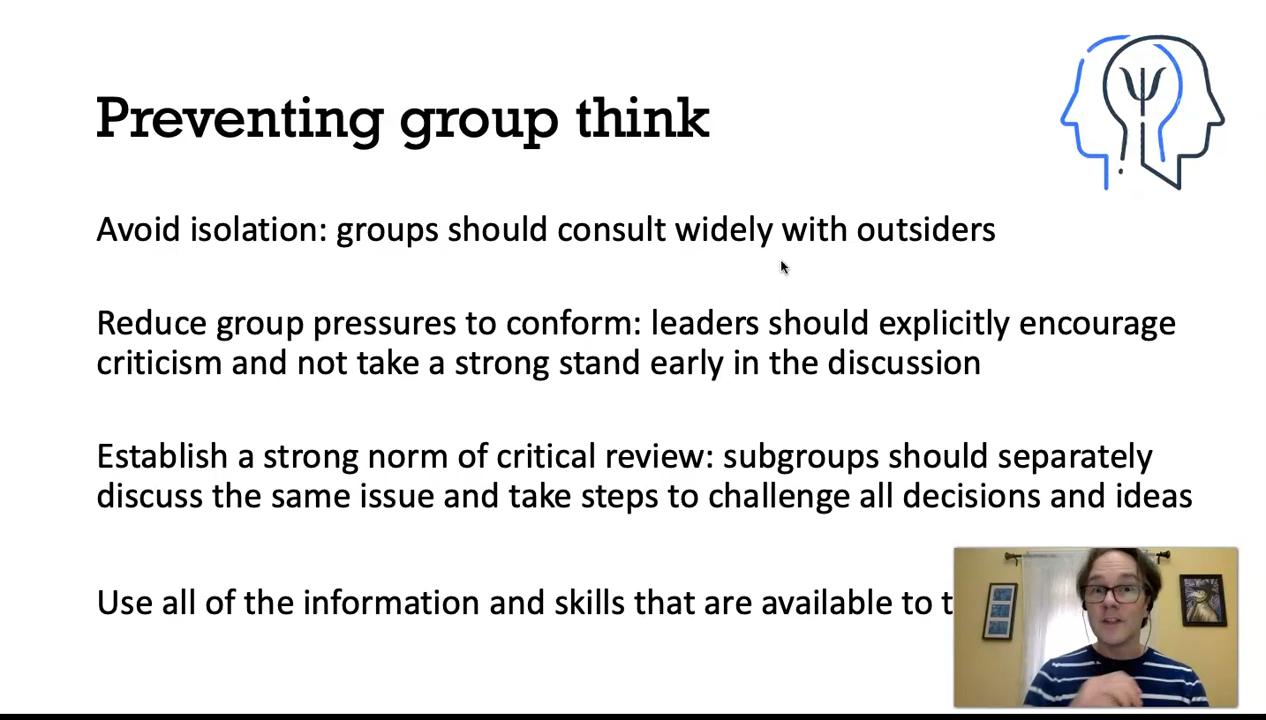 Preventing group think
Avoid isolation: groups should consult widely with outsiders
Reduce group pressures to conform: leaders should explicitly encourage
criticism and not take a strong stand early in the discussion
Establish a strong norm of critical review: subgroups should separately
discuss the same issue and take steps to challenge all decisions and ideas
Use all of the information and skills that are available to